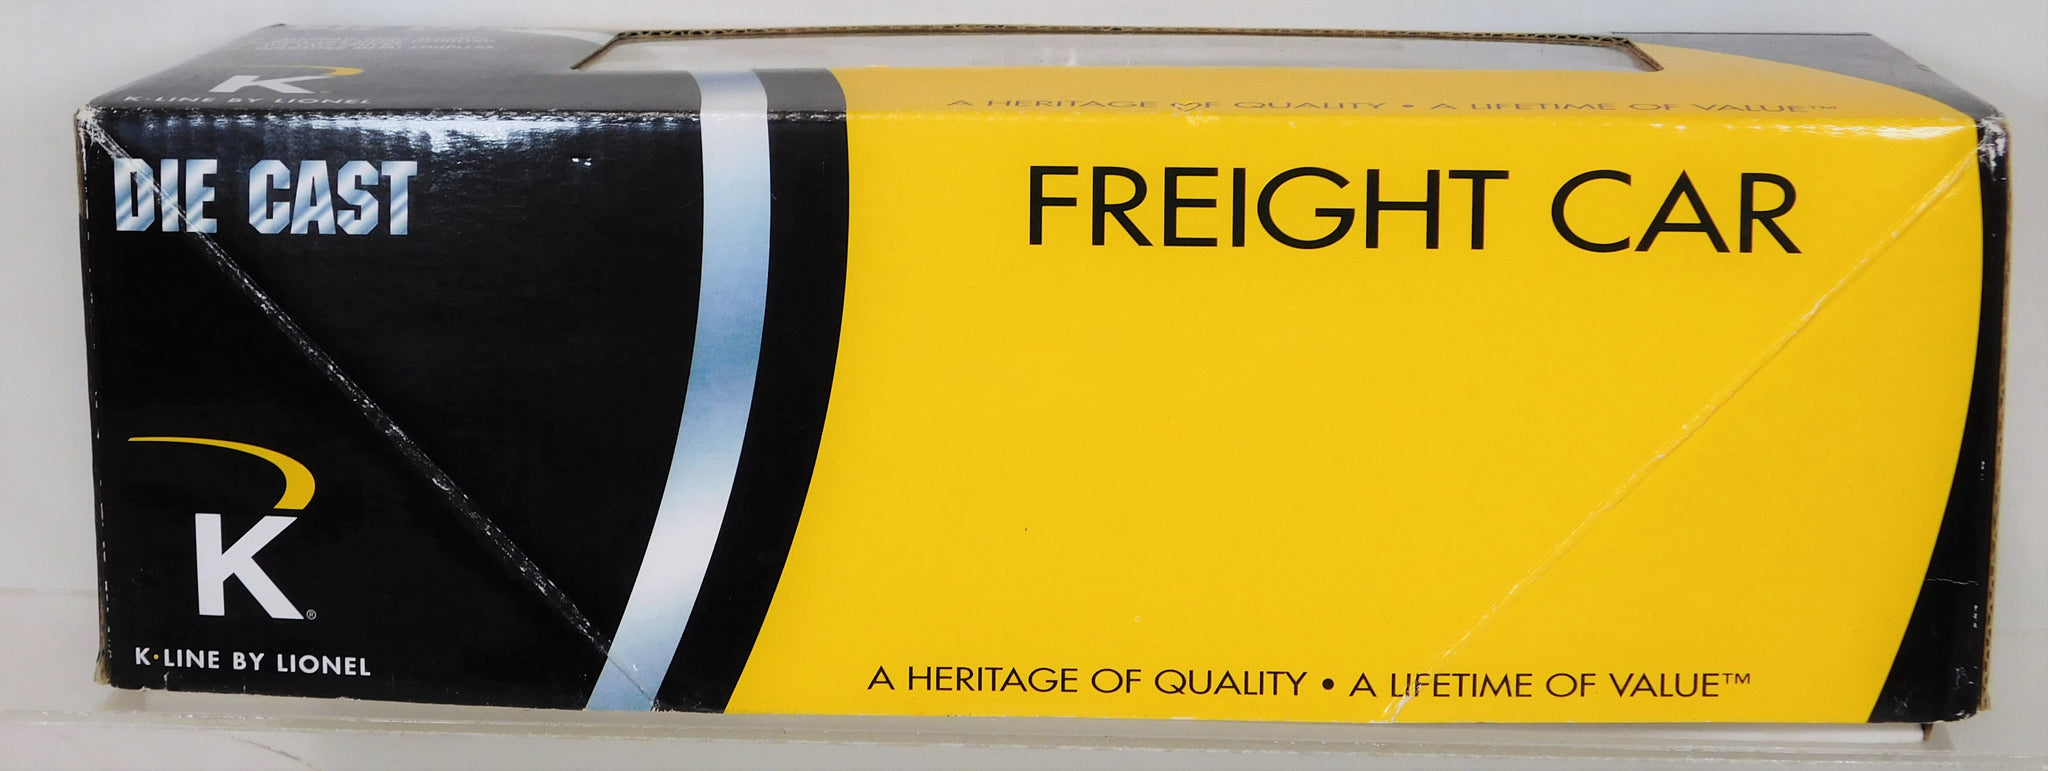 K
K·LINE BY LIONEL
A HERITAGE OF QUALITY • A LIFETIME OF VALUE™
DIE CAST
FREIGHT CAR
K®
K·LINE BY LIONEL
A HERITAGE OF QUALITY • A LIFETIME OF VALUE™